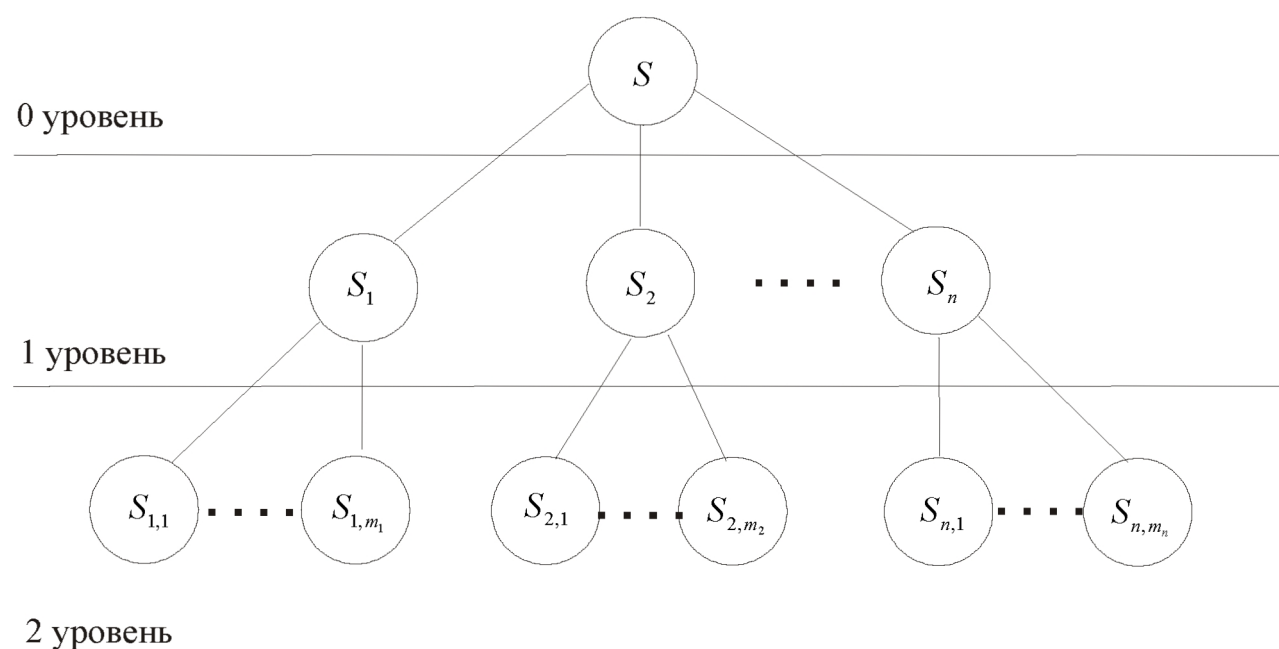 S
0 уровень
S₁ S₂ .... Sₙ
1 уровень
S₁,₁ .... S₁,ₘ₁ S₂,₁ .... S₂,ₘ₂ Sₙ,₁ .... Sₙ,ₘₙ
2 уровень